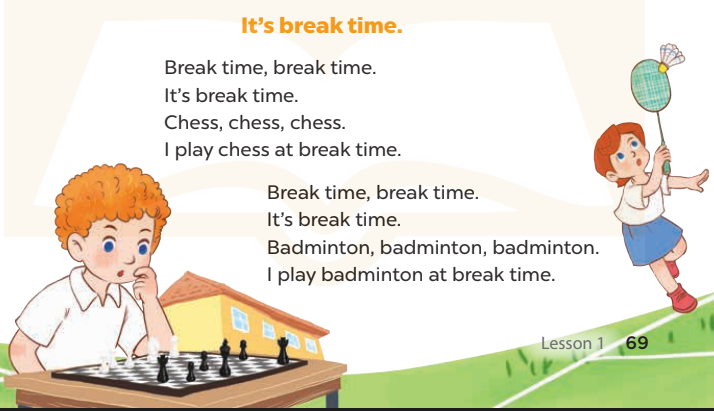 It's break time.
Break time, break time.
It's break time.
Chess, chess, chess.
I play chess at break time.
Break time, break time.
It's break time.
Badminton, badminton, badminton.
I play badminton at break time.
Lesson 1 69